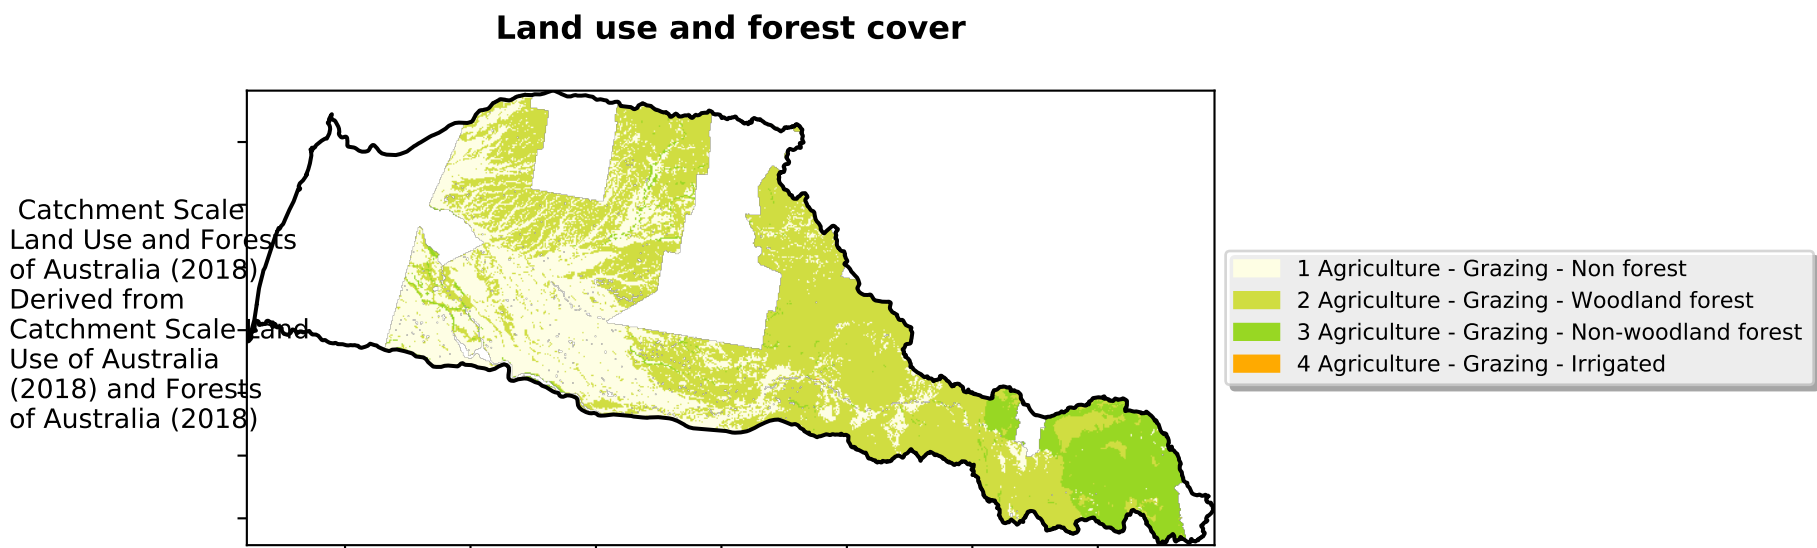 Land use and forest cover
Catchment Scale
Land Use and Forests
of Australia (2018)
Derived from
Catchment Scale Land
Use of Australia
(2018) and Forests
of Australia (2018)
1 Agriculture - Grazing - Non forest
2 Agriculture - Grazing - Woodland forest
3 Agriculture - Grazing - Non-woodland forest
4 Agriculture - Grazing - Irrigated